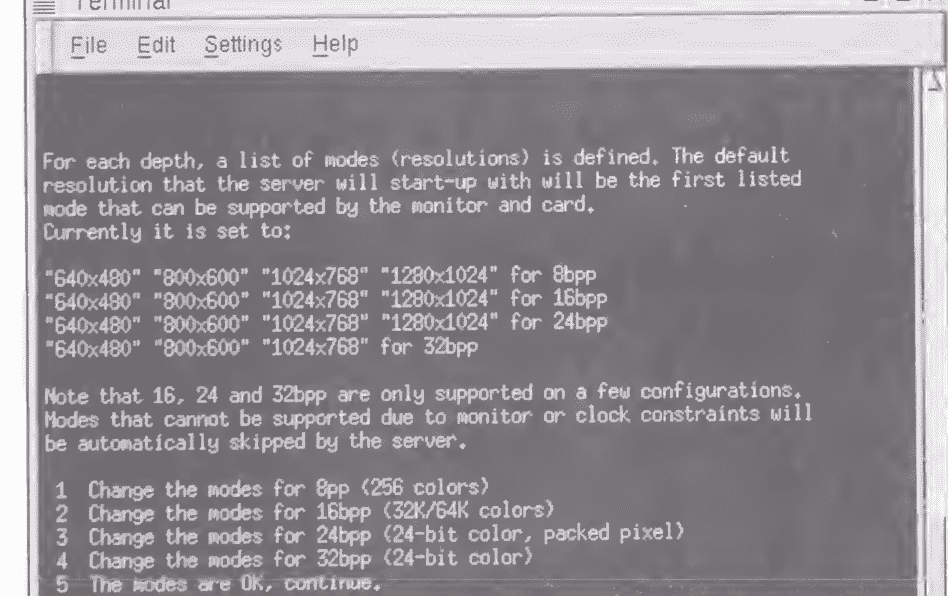 Terminal
File Edit Settings Help
For each depth, a list of modes (resolutions) is defined. The default
resolution that the server will start-up with will be the first listed
mode that can be supported by the monitor and card.
Currently it is set to:
"640x480" "800x600" "1024x768" "1280x1024" for 8bpp
"640x480" "800x600" "1024x768" "1280x1024" for 16bpp
"640x480" "800x600" "1024x768" "1280x1024" for 24bpp
"640x480" "800x600" "1024x768" for 32bpp
Note that 16, 24 and 32bpp are only supported on a few configurations.
Modes that cannot be supported due to monitor or clock constraints will
be automatically skipped by the server.
1 Change the modes for 8pp (256 colors)
2 Change the modes for 16bpp (32K/64K colors)
3 Change the modes for 24bpp (24-bit color, packed pixel)
4 Change the modes for 32bpp (24-bit color)
5 The modes are OK, continue.